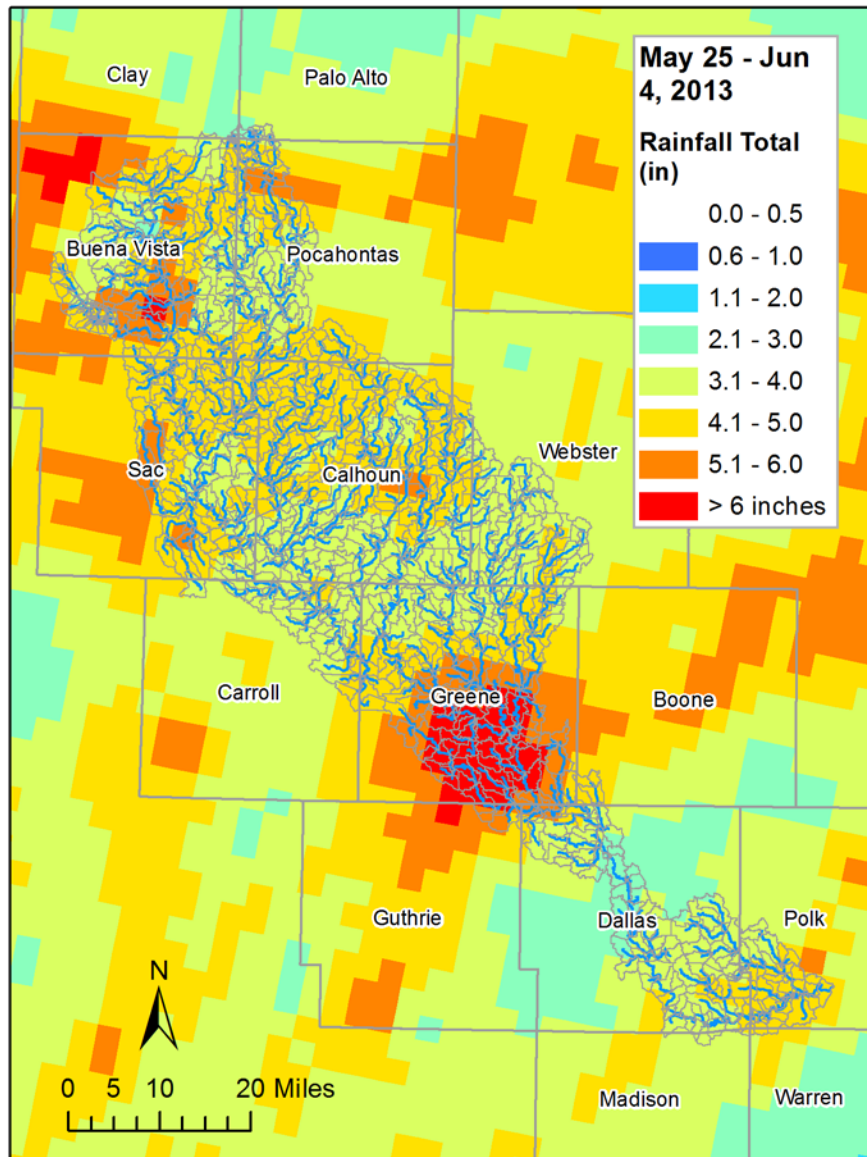 May 25 - Jun
4, 2013
Rainfall Total
(in)
0.0 - 0.5
0.6 - 1.0
1.1 - 2.0
2.1 - 3.0
3.1 - 4.0
4.1 - 5.0
5.1 - 6.0
> 6 inches
Clay
Palo Alto
Buena Vista
Pocahontas
Sac
Calhoun
Webster
Carroll
Greene
Boone
Guthrie
Dallas
Polk
Madison
Warren
N
0 5 10 20 Miles